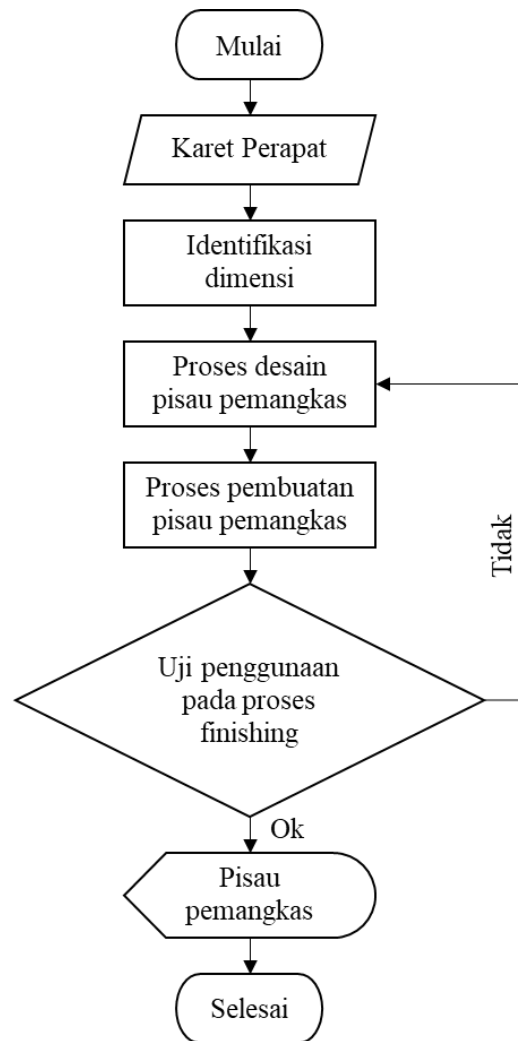 Mulai
Karet Perapat
Identifikasi
dimensi
Proses desain
pisau pemangkas
Proses pembuatan
pisau pemangkas
Tidak
Uji penggunaan
pada proses
finishing
Ok
Pisau
pemangkas
Selesai